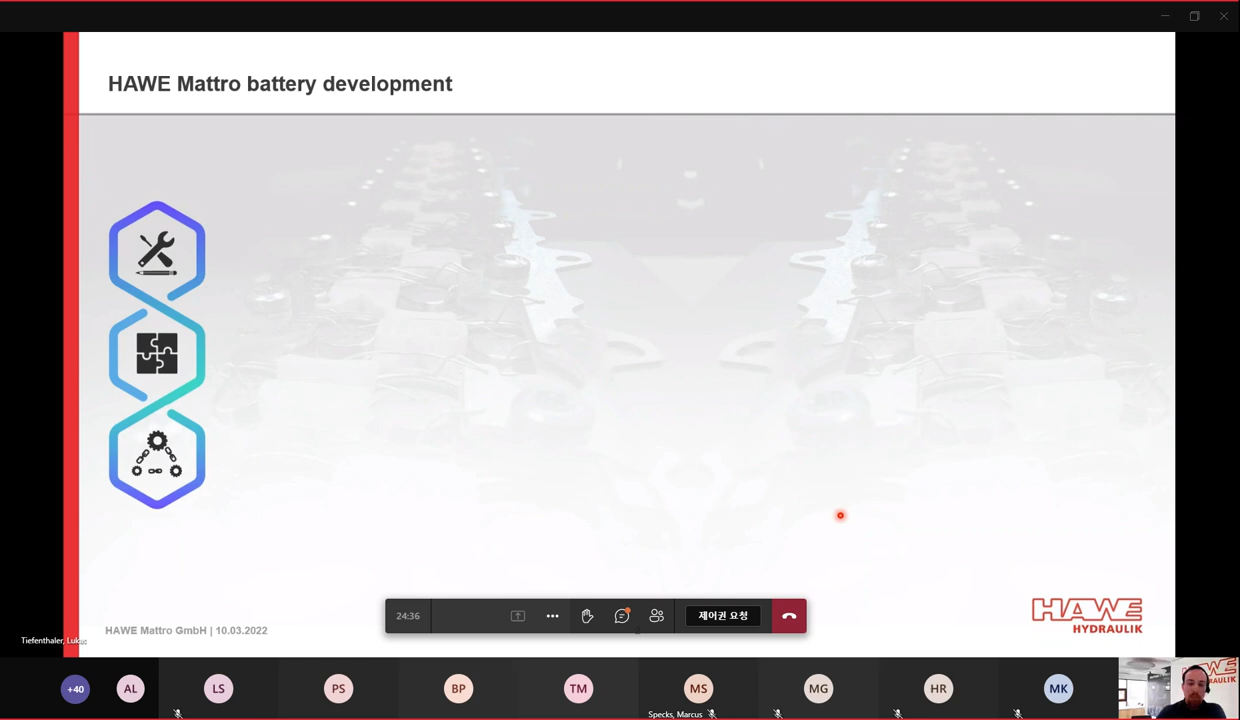 HAWE Mattro battery development
24:36
제어권 요청
HAWE
HYDRAULIK
HAWE Mattro GmbH | 10.03.2022
Tiefenthaler, Lukas
+40
AL
LS
PS
BP
TM
MS
Specks, Marcus
MG
HR
MK